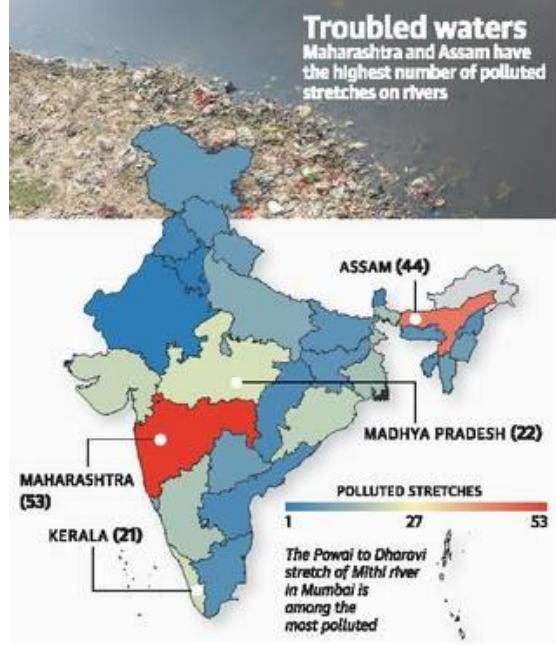 Troubled waters
Maharashtra and Assam have
the highest number of polluted
stretches on rivers
ASSAM (44)
MADHYA PRADESH (22)
MAHARASHTRA
(53)
KERALA (21)
POLLUTED STRETCHES
1 27 53
The Powai to Dharavi
stretch of Mithi river
in Mumbai is
among the
most polluted